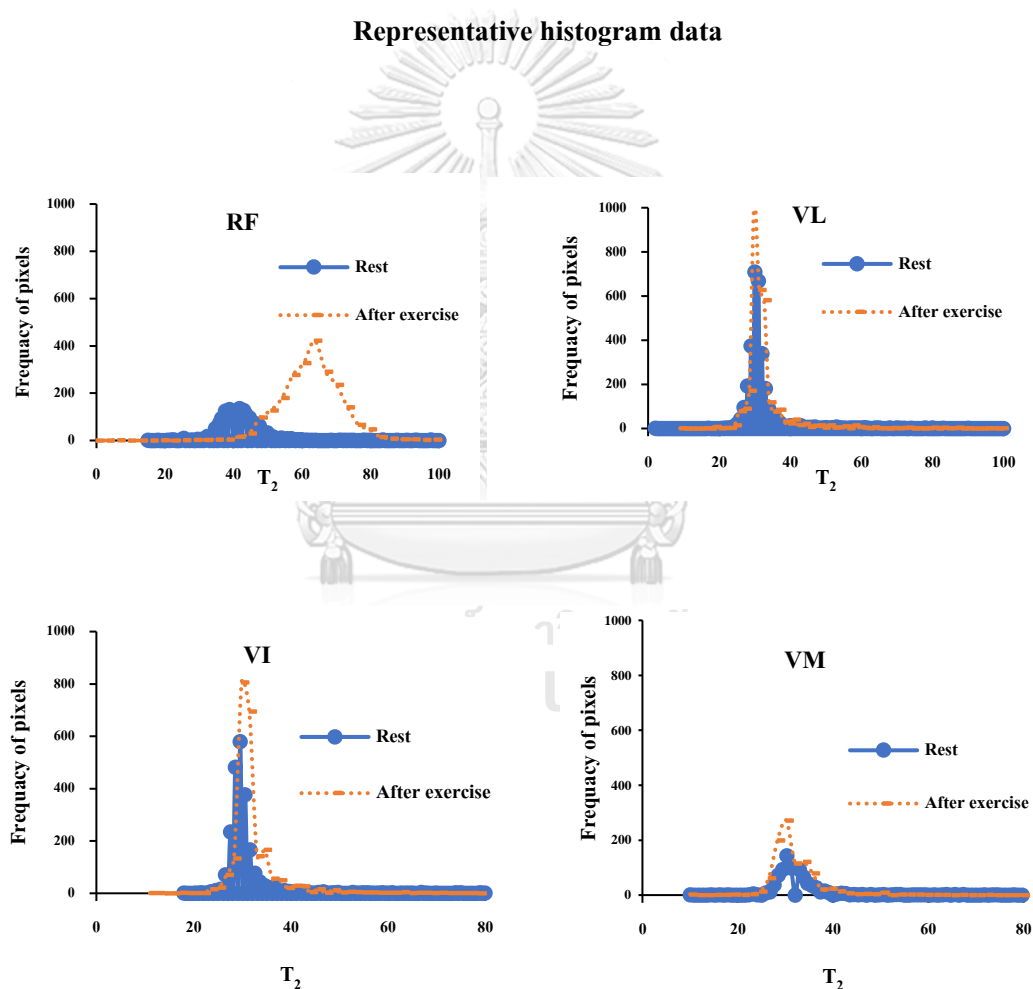 Representative histogram data
RF
Frequacy of pixels
1000
800
600
400
200
0
0 20 40 60 80 100
T2
Rest
After exercise
VL
Frequacy of pixels
1000
800
600
400
200
0
0 20 40 60 80 100
T2
Rest
After exercise
VI
Frequacy of pixels
1000
800
600
400
200
0
0 20 40 60 80
T2
Rest
After exercise
VM
Frequacy of pixels
1000
800
600
400
200
0
0 20 40 60 80
T2
Rest
After exercise